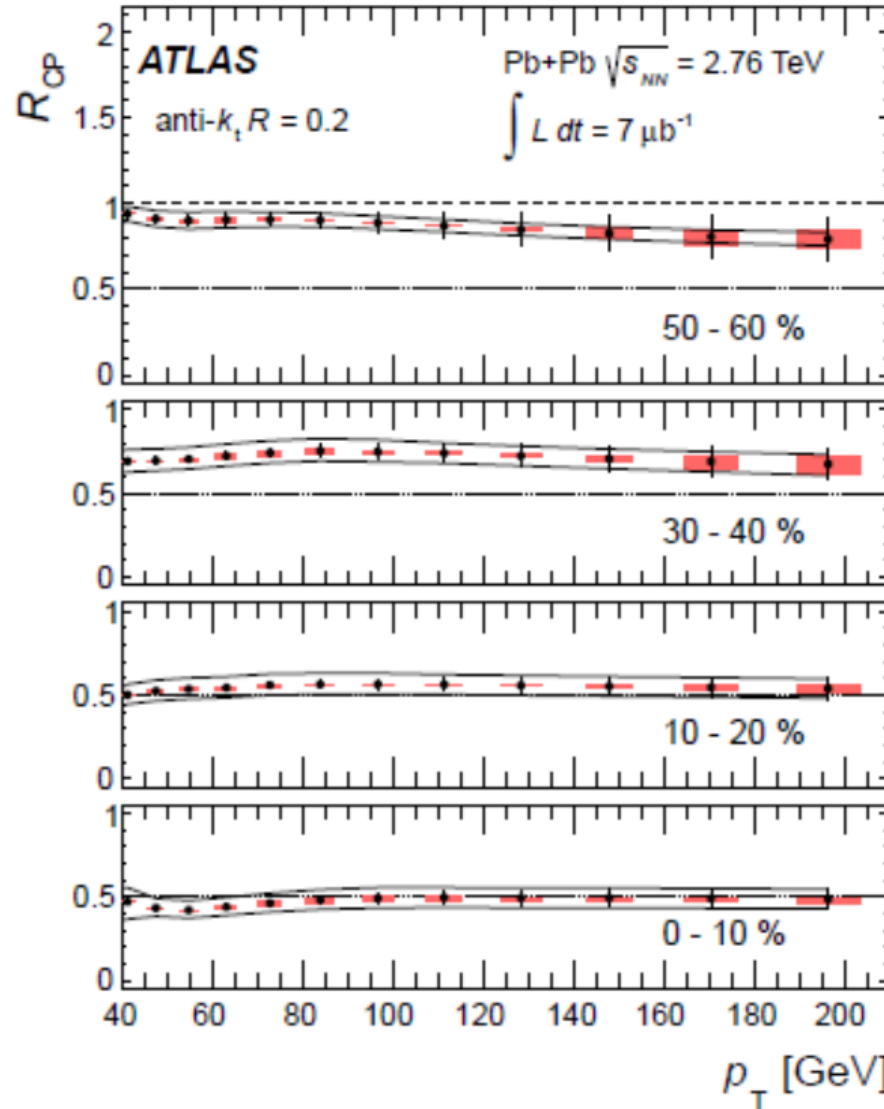 R_CP
2
1.5
1
0.5
0
ATLAS
anti-k_t R = 0.2
Pb+Pb √s_NN = 2.76 TeV
∫ L dt = 7 μb⁻¹
50 - 60 %
1
0.5
0
30 - 40 %
1
0.5
0
10 - 20 %
1
0.5
0
0 - 10 %
40 60 80 100 120 140 160 180 200
p_T [GeV]